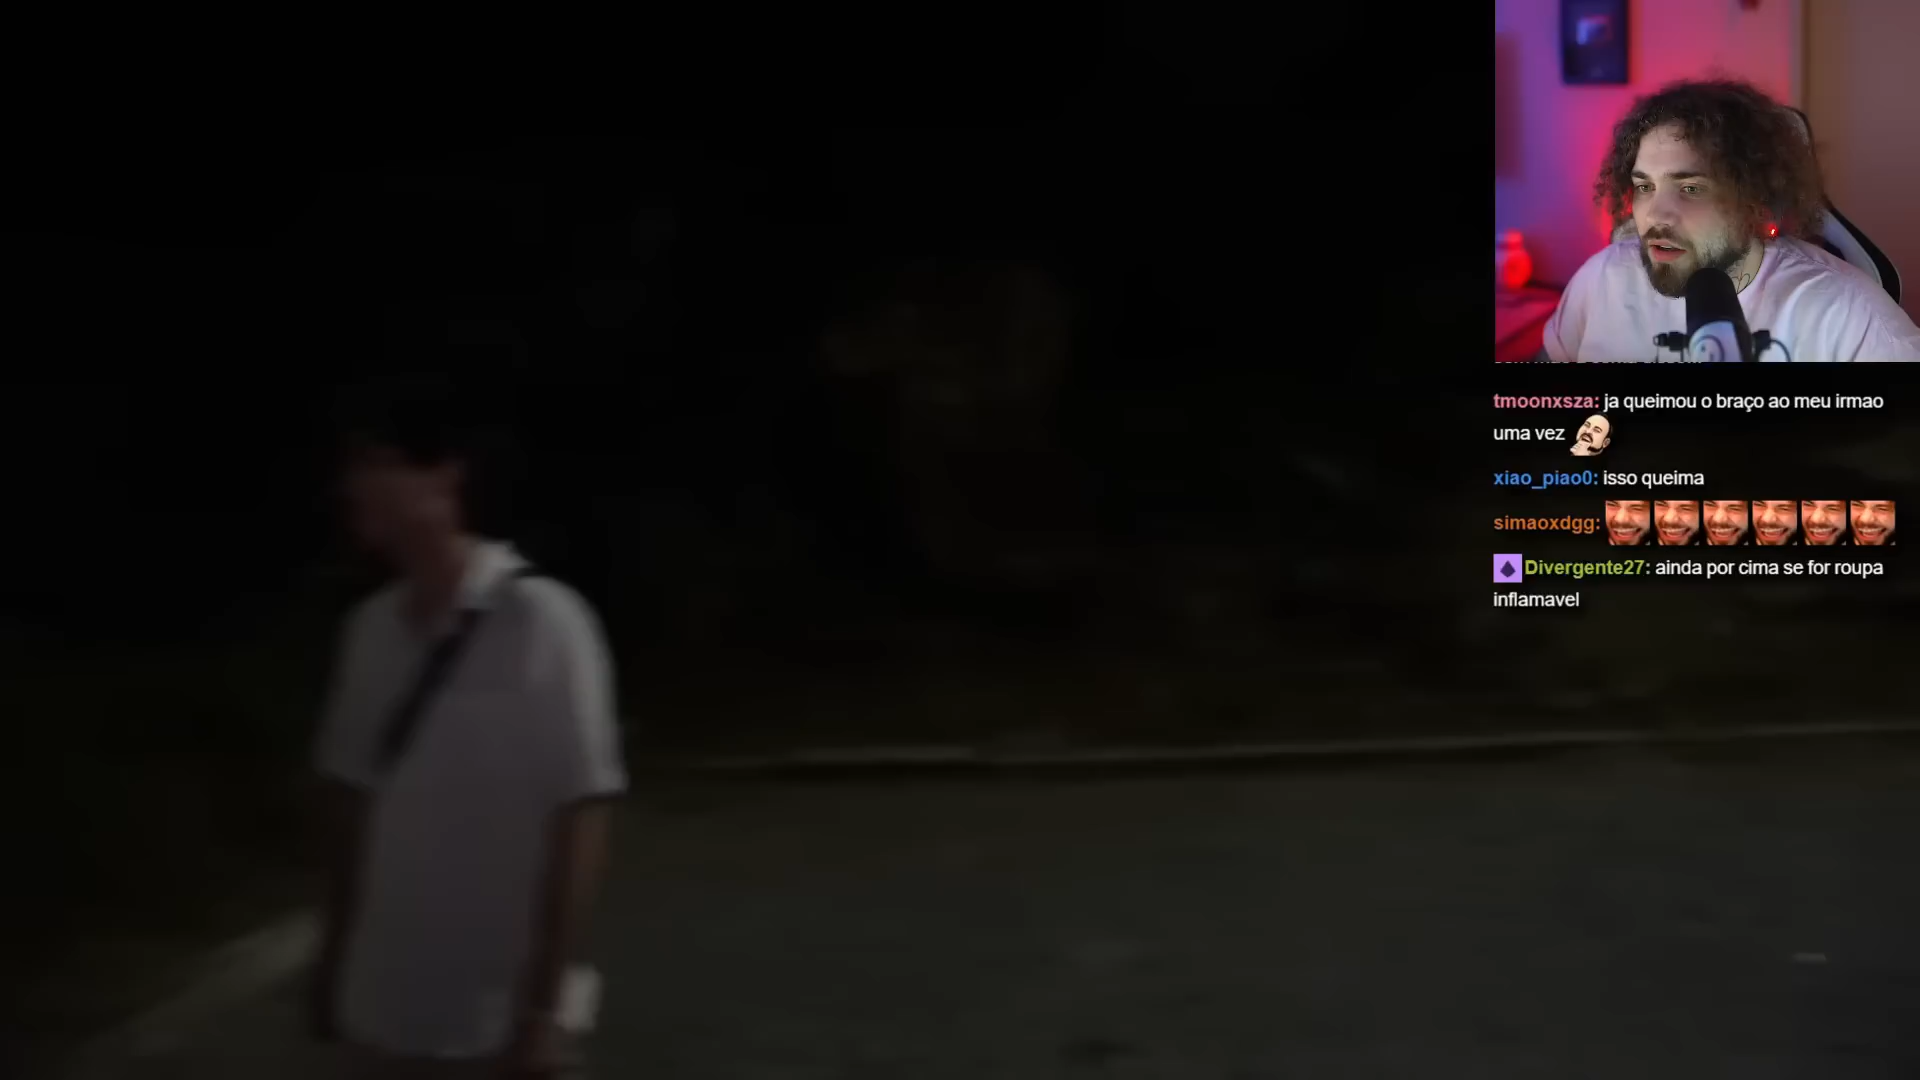 tmoonxsza: ja queimou o braço ao meu irmao
uma vez
xiao_piao0: isso queima
simaoxdgg:
Divergente27: ainda por cima se for roupa
inflamavel